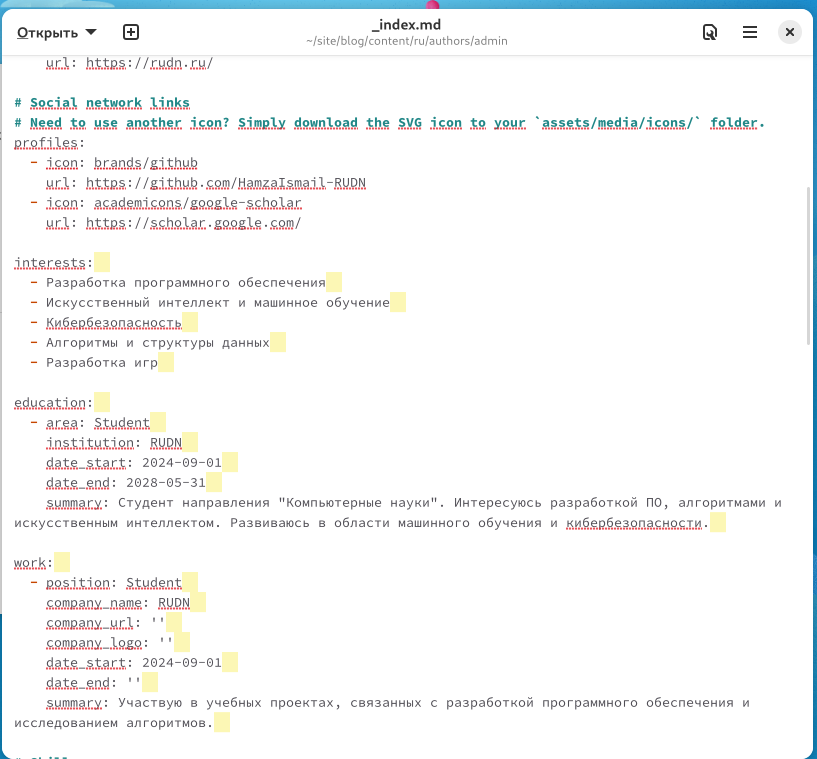 Открыть
_index.md
~/site/blog/content/ru/authors/admin
url: https://rudn.ru/
# Social network links
# Need to use another icon? Simply download the SVG icon to your `assets/media/icons/` folder.
profiles:
- icon: brands/github
url: https://github.com/HamzaIsmail-RUDN
- icon: academicons/google-scholar
url: https://scholar.google.com/
interests:
- Разработка программного обеспечения
- Искусственный интеллект и машинное обучение
- Кибербезопасность
- Алгоритмы и структуры данных
- Разработка игр
education:
- area: Student
institution: RUDN
date_start: 2024-09-01
date_end: 2028-05-31
summary: Студент направления "Компьютерные науки". Интересуюсь разработкой ПО, алгоритмами и
искусственным интеллектом. Развиваюсь в области машинного обучения и кибербезопасности.
work:
- position: Student
company_name: RUDN
company_url: ''
company_logo: ''
date_start: 2024-09-01
date_end: ''
summary: Участвую в учебных проектах, связанных с разработкой программного обеспечения и
исследованием алгоритмов.